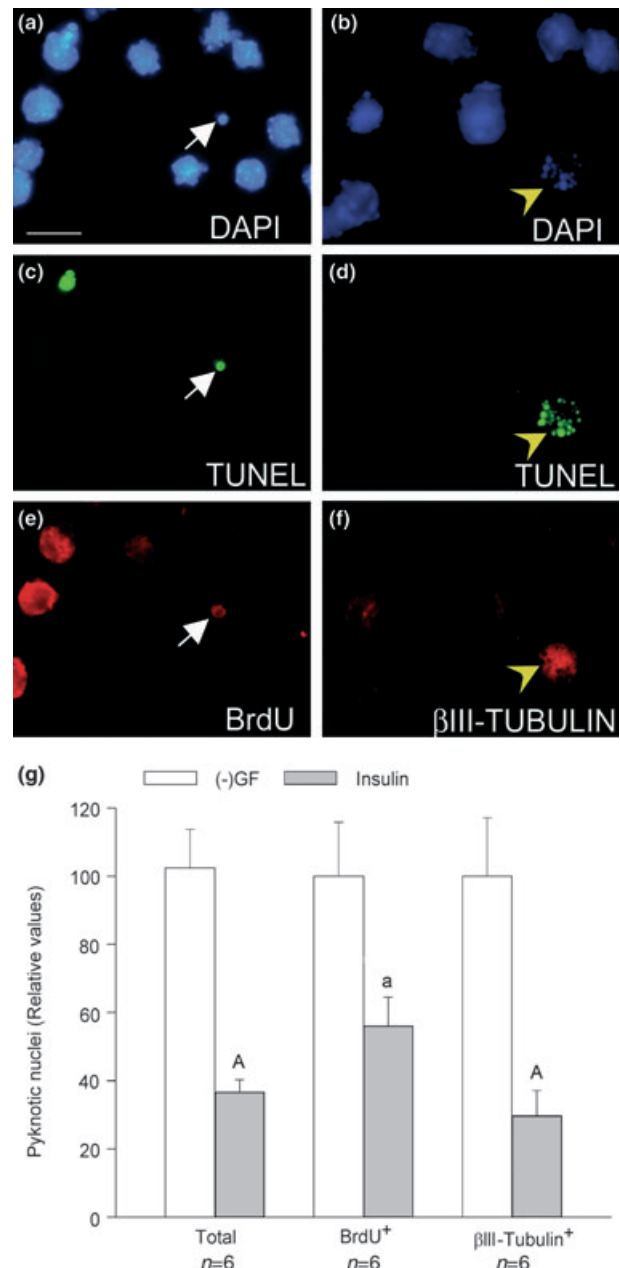 (a)
(b)
DAPI
DAPI
(c)
(d)
TUNEL
TUNEL
(e)
(f)
BrdU
βIII-TUBULIN
(g)
(-)GF Insulin
Pyknotic nuclei (Relative values)
120
100
80
60
40
20
0
A
a
A
Total BrdU+ βIII-Tubulin+
n=6 n=6 n=6